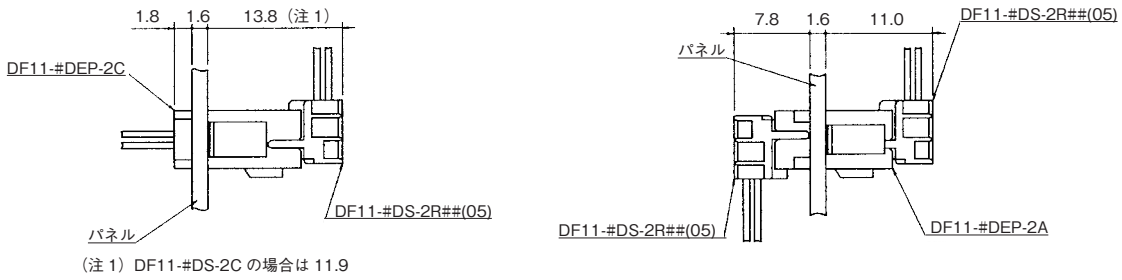 1.8 1.6 13.8（注 1）
DF11-#DEP-2C
DF11-#DS-2R##(05)
パネル
（注 1）DF11-#DS-2C の場合は 11.9
7.8 1.6 11.0
DF11-#DS-2R##(05)
パネル
DF11-#DS-2R##(05)
DF11-#DEP-2A